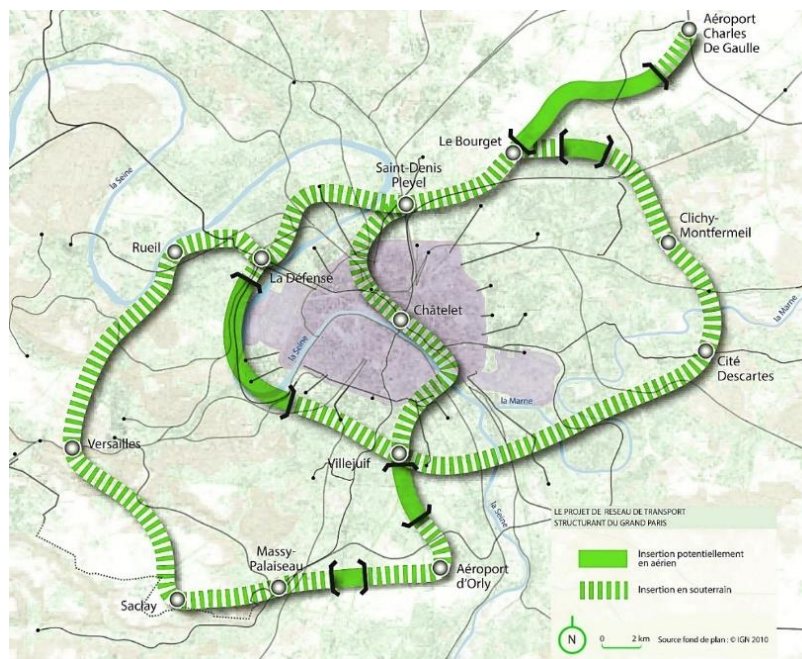 Aéroport
Charles
De Gaulle
Le Bourget
Saint-Denis
Pleyel
la Seine
Clichy-
Montfermeil
Rueil
La Défense
Châtelet
la Marne
la Seine
Cité
Descartes
la Marne
Versailles
Villejuif
la Seine
LE PROJET DE RESEAU DE TRANSPORT
STRUCTURANT DU GRAND PARIS
Massy-
Palaiseau
Aéroport
d'Orly
Saclay
Insertion potentiellement
en aérien
Insertion en souterrain
N
0 2 km
Source fond de plan : © IGN 2010